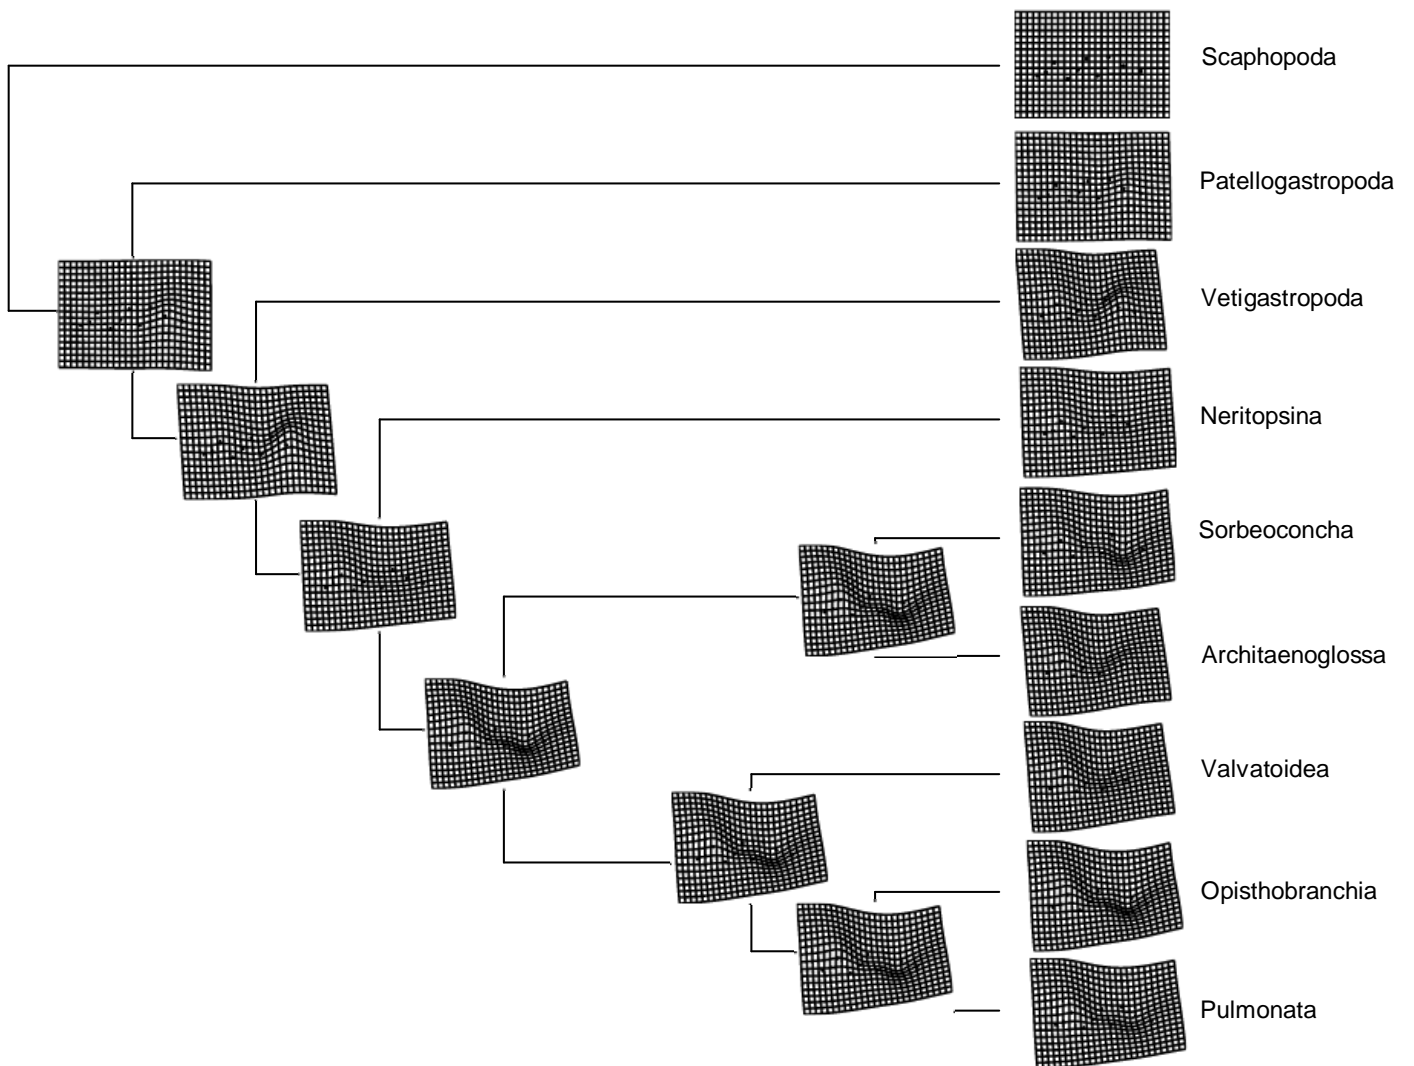 Scaphopoda
Patellogastropoda
Vetigastropoda
Neritopsina
Sorbeoconcha
Architaenoglossa
Valvatoidea
Opisthobranchia
Pulmonata